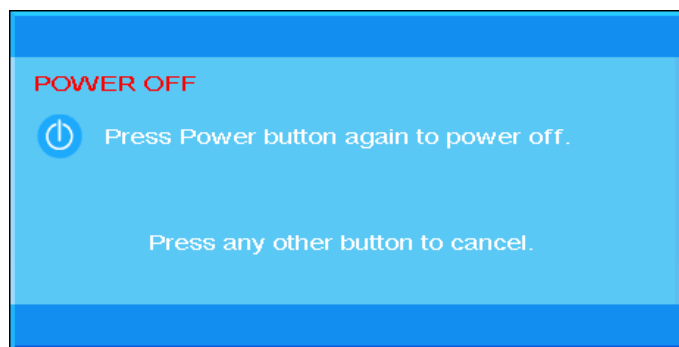 POWER OFF
Press Power button again to power off.
Press any other button to cancel.